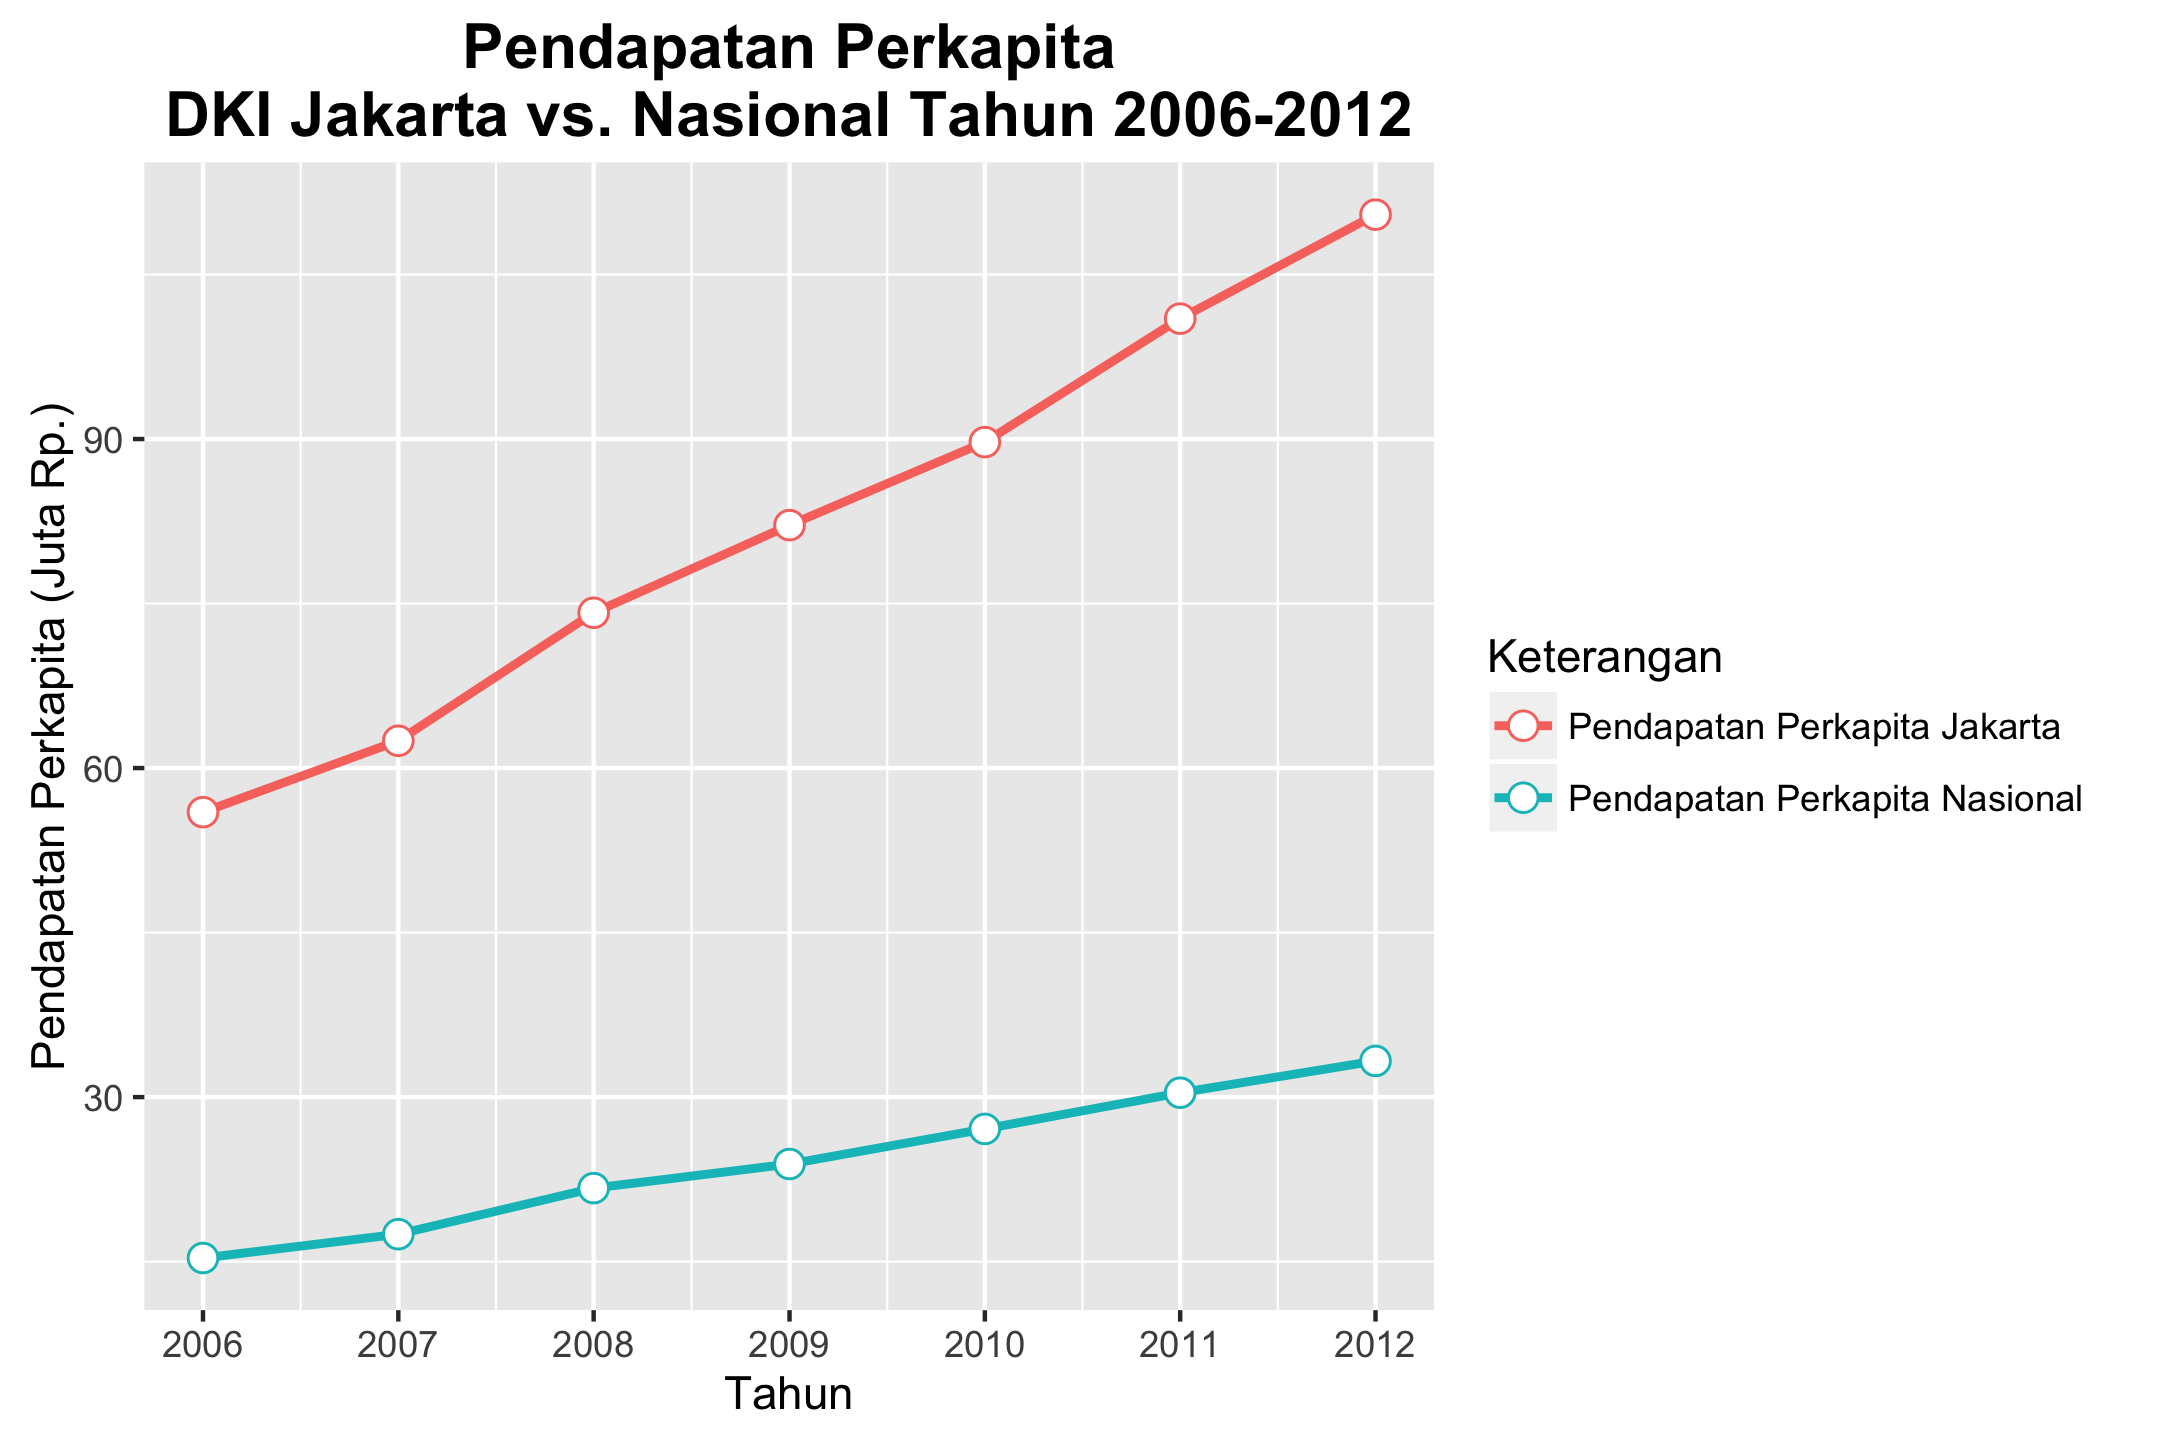 Pendapatan Perkapita
DKI Jakarta vs. Nasional Tahun 2006-2012
Pendapatan Perkapita (Juta Rp.)
90
60
30
2006 2007 2008 2009 2010 2011 2012
Tahun
Keterangan
Pendapatan Perkapita Jakarta
Pendapatan Perkapita Nasional